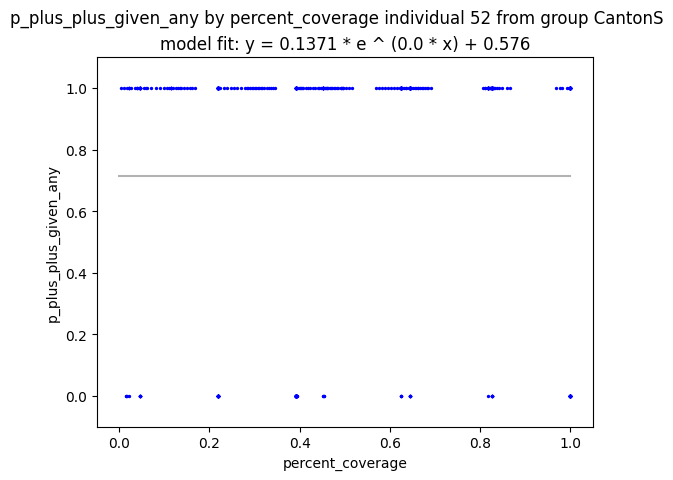 p_plus_plus_given_any by percent_coverage individual 52 from group CantonS
model fit: y = 0.1371 * e ^ (0.0 * x) + 0.576
1.0
0.8
0.6
0.4
0.2
0.0
p_plus_plus_given_any
0.0 0.2 0.4 0.6 0.8 1.0
percent_coverage